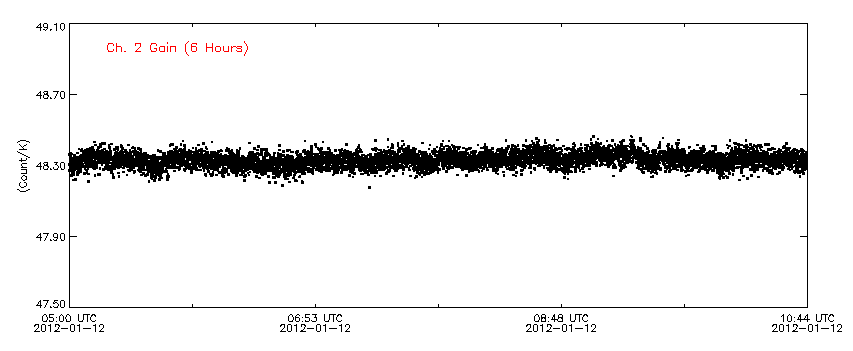 49.10
Ch. 2 Gain (6 Hours)
48.70
(Count/K)
48.30
47.90
47.50
05:00 UTC 06:53 UTC 08:48 UTC 10:44 UTC
2012-01-12 2012-01-12 2012-01-12 2012-01-12